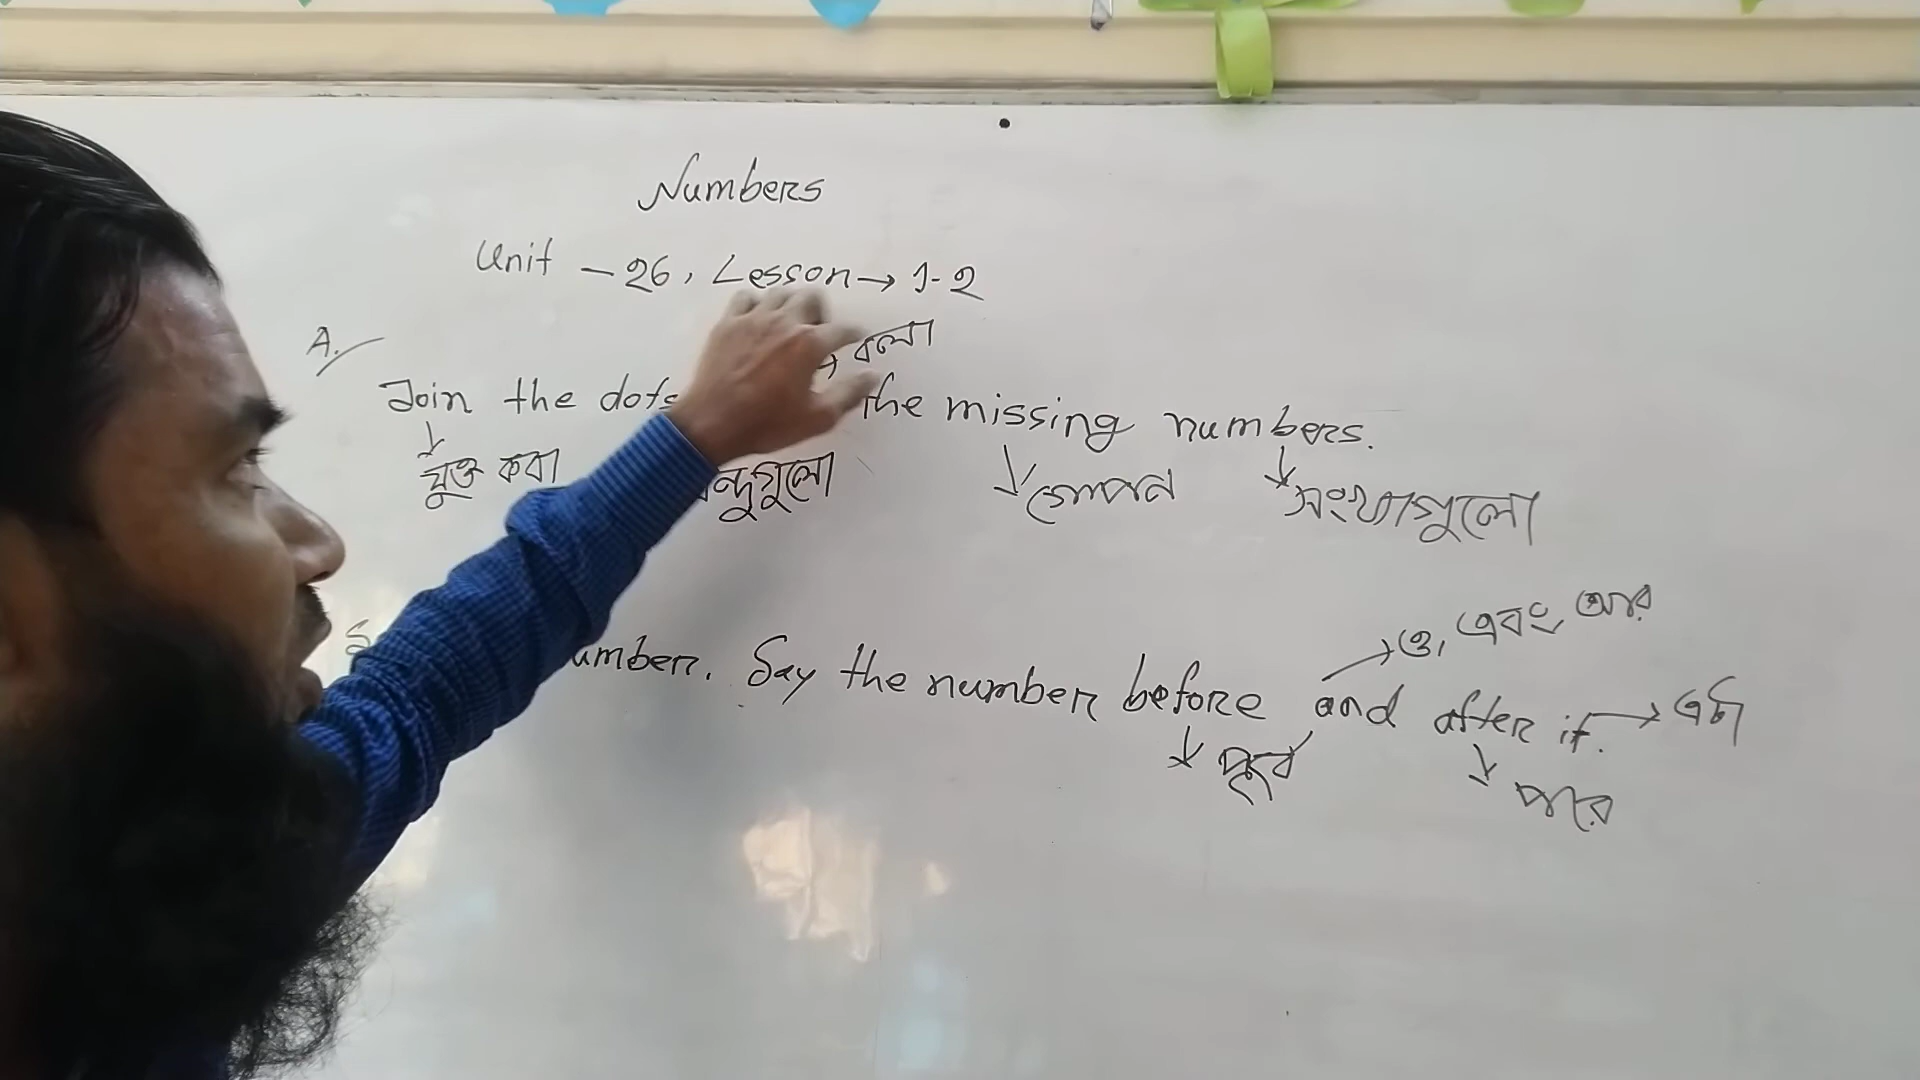 Numbers
Unit - 26, Lesson → 1-2
A.
→ বলা
Join the dots the missing numbers.
↓ যুক্ত করা ন্দুগুলো ↓ গোপন ↓ সংখ্যাগুলো
→ ও, এবং, আর
umber. Say the number before and after it. → এটা
↓ পূর্বে ↓ পরে